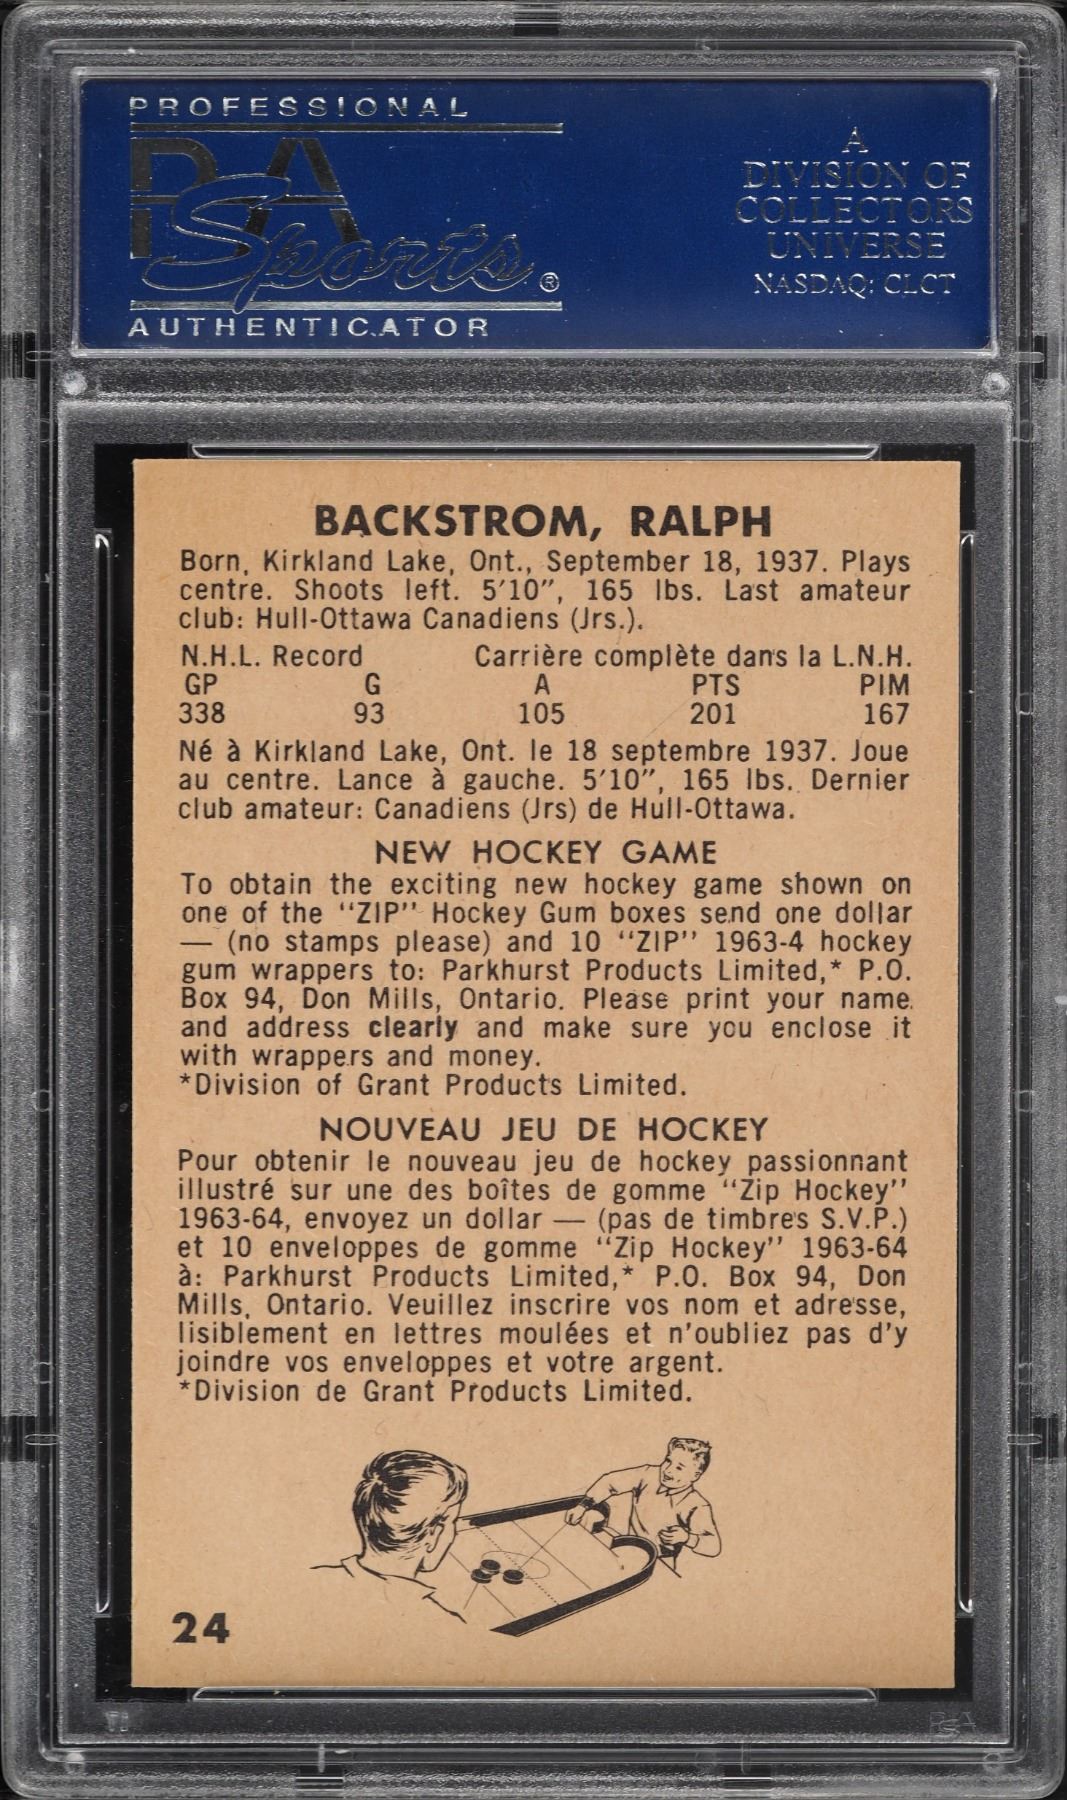 PROFESSIONAL
PSA
Sports®
AUTHENTICATOR
A
DIVISION OF
COLLECTORS
UNIVERSE
NASDAQ: CLCT
BACKSTROM, RALPH
Born, Kirkland Lake, Ont., September 18, 1937. Plays
centre. Shoots left. 5′10″, 165 lbs. Last amateur
club: Hull-Ottawa Canadiens (Jrs.).
N.H.L. Record Carrière complète dans la L.N.H.
GP G A PTS PIM
338 93 105 201 167
Né à Kirkland Lake, Ont. le 18 septembre 1937. Joue
au centre. Lance à gauche. 5′10″, 165 lbs. Dernier
club amateur: Canadiens (Jrs) de Hull-Ottawa.
NEW HOCKEY GAME
To obtain the exciting new hockey game shown on
one of the “ZIP” Hockey Gum boxes send one dollar
— (no stamps please) and 10 “ZIP” 1963-4 hockey
gum wrappers to: Parkhurst Products Limited,* P.O.
Box 94, Don Mills, Ontario. Please print your name
and address clearly and make sure you enclose it
with wrappers and money.
*Division of Grant Products Limited.
NOUVEAU JEU DE HOCKEY
Pour obtenir le nouveau jeu de hockey passionnant
illustré sur une des boîtes de gomme “Zip Hockey”
1963-64, envoyez un dollar — (pas de timbres S.V.P.)
et 10 enveloppes de gomme “Zip Hockey” 1963-64
à: Parkhurst Products Limited,* P.O. Box 94, Don
Mills, Ontario. Veuillez inscrire vos nom et adresse,
lisiblement en lettres moulées et n’oubliez pas d’y
joindre vos enveloppes et votre argent.
*Division de Grant Products Limited.
24
PSA